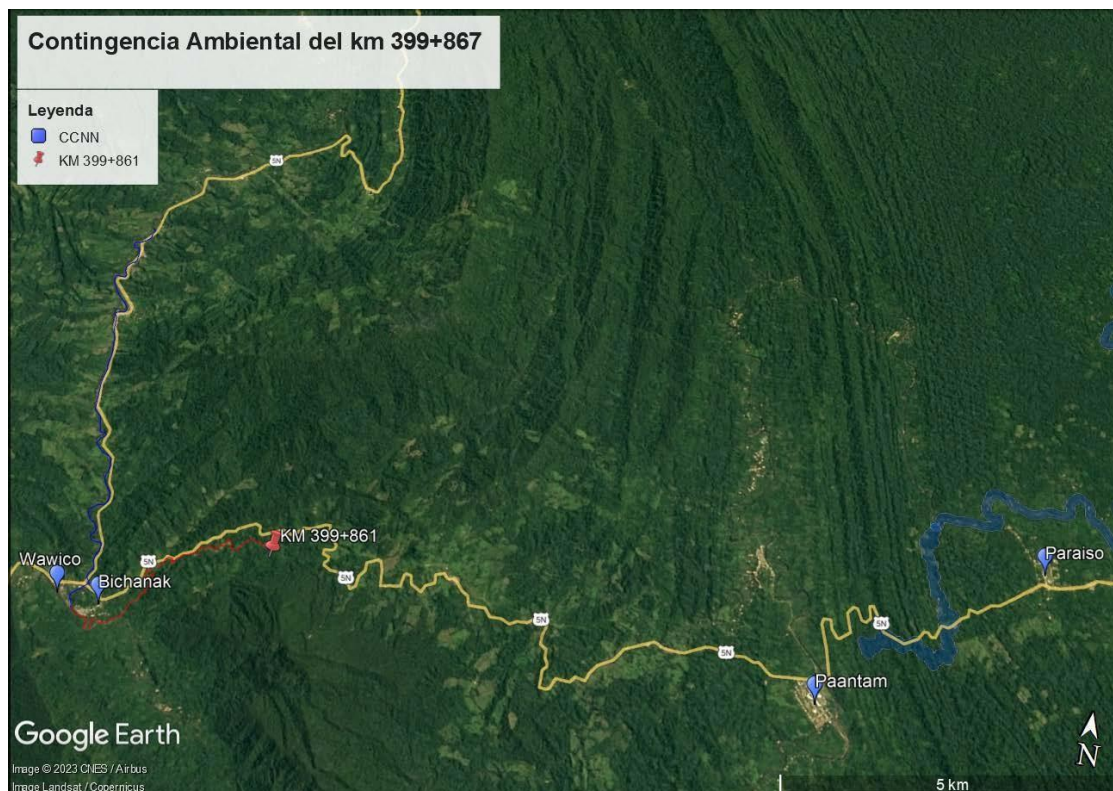 Contingencia Ambiental del km 399+867
Leyenda
CCNN
KM 399+861
5N
KM 399+861
Wawico
Bichanak
5N
5N
5N
5N
5N
Paraiso
Paantam
Google Earth
N
Image © 2023 CNES / Airbus
Image Landsat / Copernicus
5 km